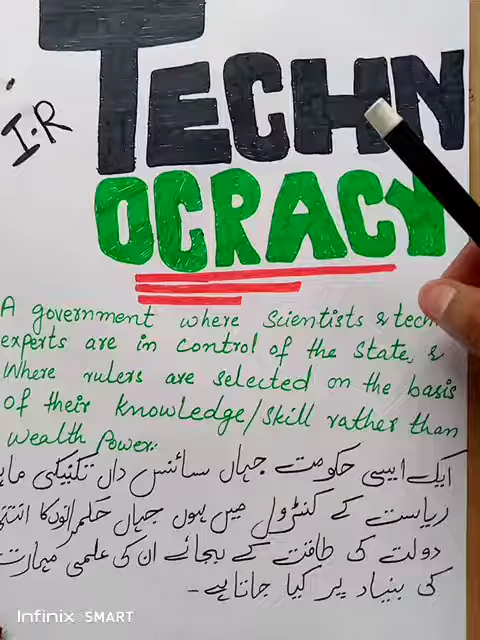 I.R
TECHN
OCRACY
A government where Scientists & tech
experts are in control of the State, &
Where rulers are selected on the basis
of their Knowledge/Skill rather than
Wealth Power.
ایک ایسی حکومت جہاں سائنس داں تکنیکی
ریاست کے کنٹرول میں ہوں جہاں حکمرانوں کا
دولت کی طاقت کے بجائے ان کی علمی مہارت
کی بنیاد پر کیا جاتا ہے۔
Infinix SMART